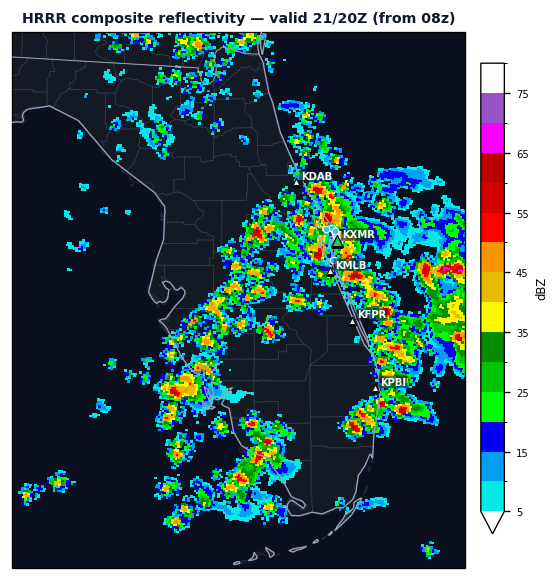 HRRR composite reflectivity — valid 21/20Z (from 08z)
KDAB
KXMR
KMLB
KFPR
KPBI
75
65
55
45
35
25
15
5
dBZ